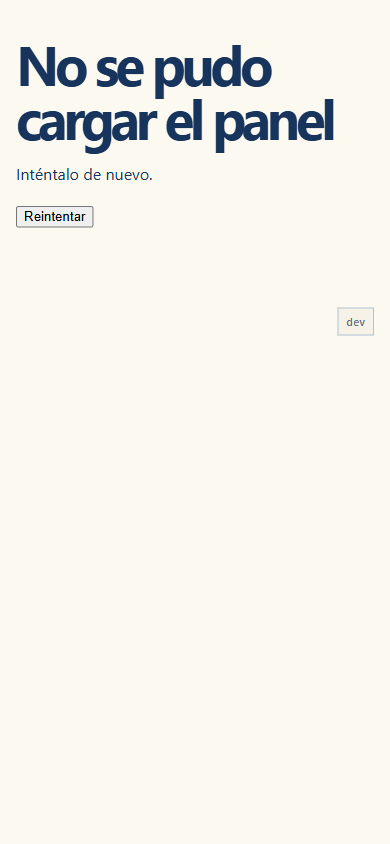 No se pudo
cargar el panel
Inténtalo de nuevo.
Reintentar
dev